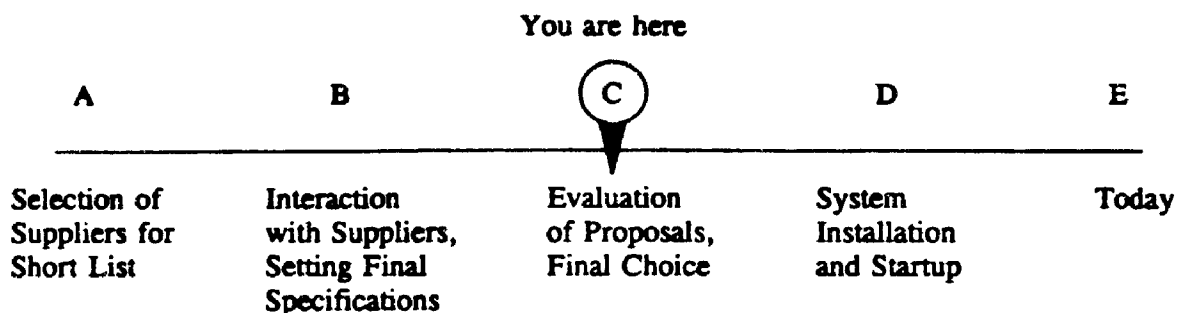 You are here
A B C D E
Selection of Suppliers for Short List
Interaction with Suppliers, Setting Final Specifications
Evaluation of Proposals, Final Choice
System Installation and Startup
Today